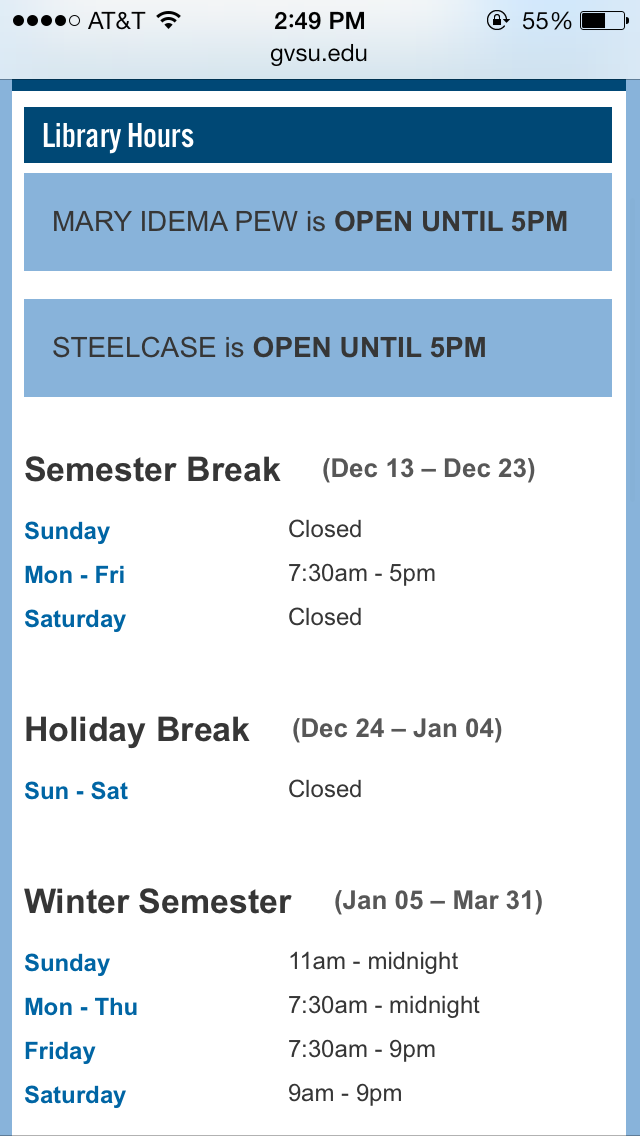 AT&T 2:49 PM 55%
gvsu.edu
Library Hours
MARY IDEMA PEW is OPEN UNTIL 5PM
STEELCASE is OPEN UNTIL 5PM
Semester Break (Dec 13 – Dec 23)
Sunday Closed
Mon - Fri 7:30am - 5pm
Saturday Closed
Holiday Break (Dec 24 – Jan 04)
Sun - Sat Closed
Winter Semester (Jan 05 – Mar 31)
Sunday 11am - midnight
Mon - Thu 7:30am - midnight
Friday 7:30am - 9pm
Saturday 9am - 9pm